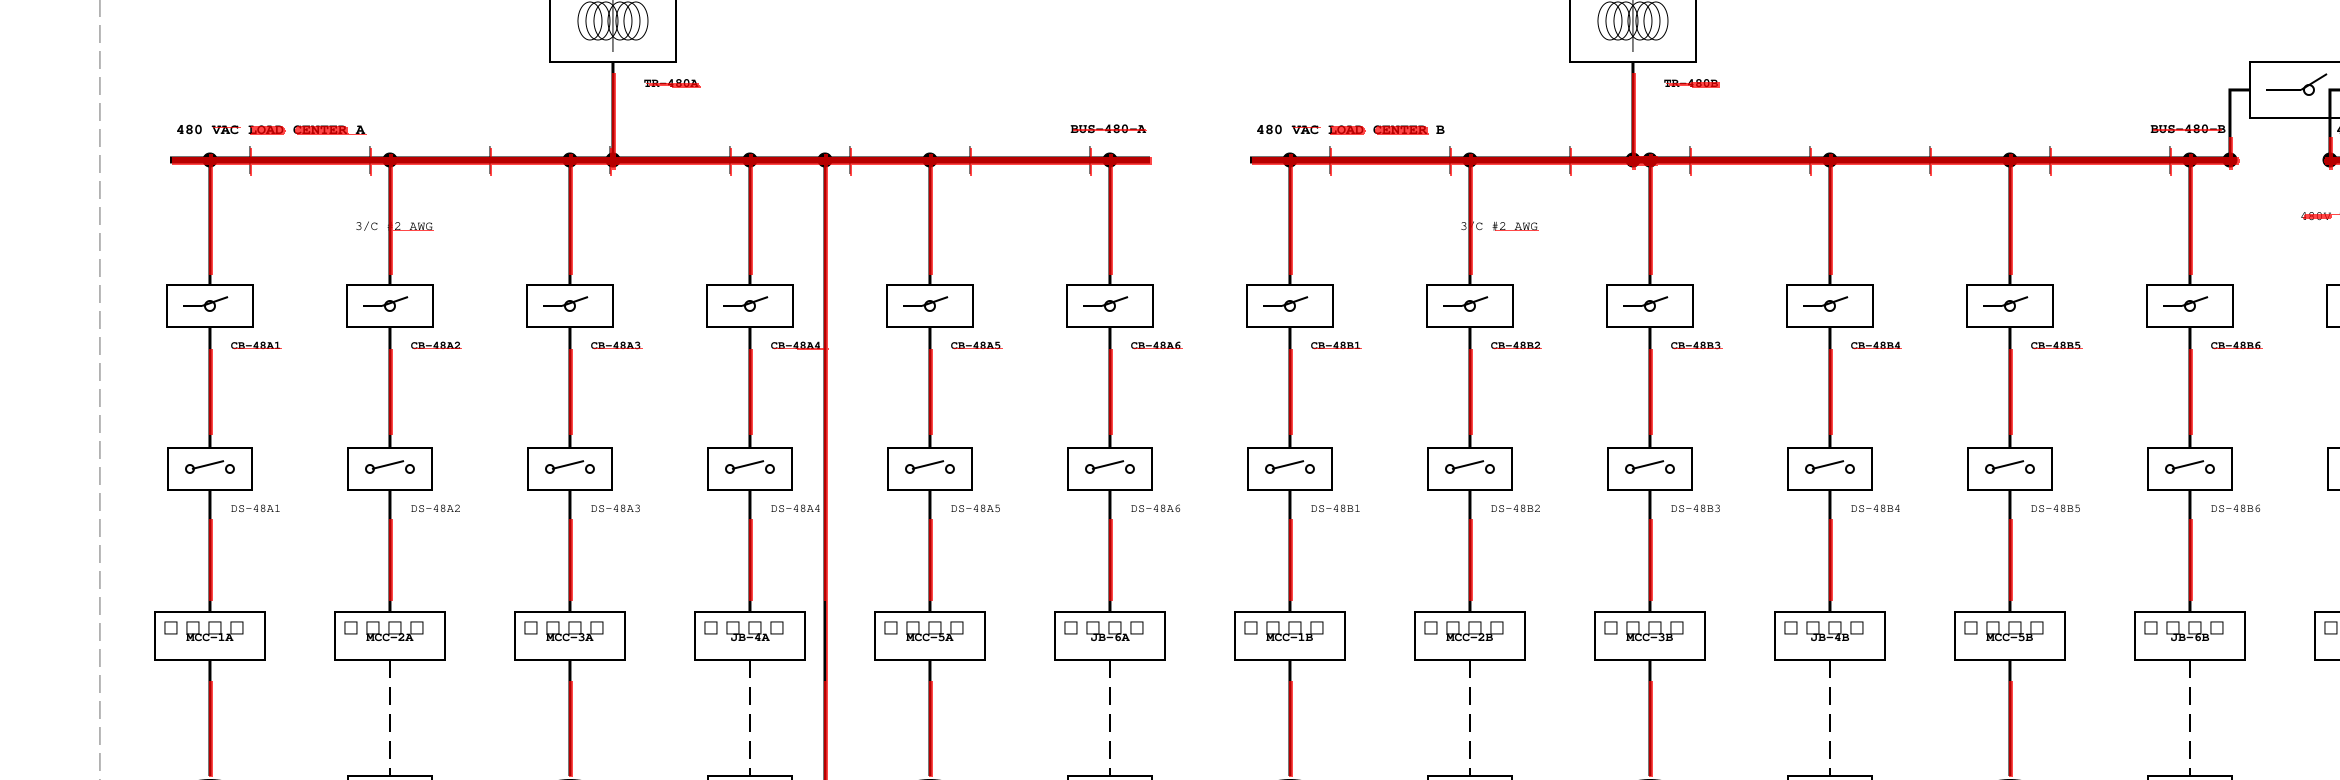 TR-480A
TR-480B
480 VAC LOAD CENTER A
BUS-480-A
480 VAC LOAD CENTER B
BUS-480-B
480V
3/C #2 AWG
3/C #2 AWG
CB-48A1
CB-48A2
CB-48A3
CB-48A4
CB-48A5
CB-48A6
CB-48B1
CB-48B2
CB-48B3
CB-48B4
CB-48B5
CB-48B6
DS-48A1
DS-48A2
DS-48A3
DS-48A4
DS-48A5
DS-48A6
DS-48B1
DS-48B2
DS-48B3
DS-48B4
DS-48B5
DS-48B6
MCC-1A
MCC-2A
MCC-3A
JB-4A
MCC-5A
JB-6A
MCC-1B
MCC-2B
MCC-3B
JB-4B
MCC-5B
JB-6B